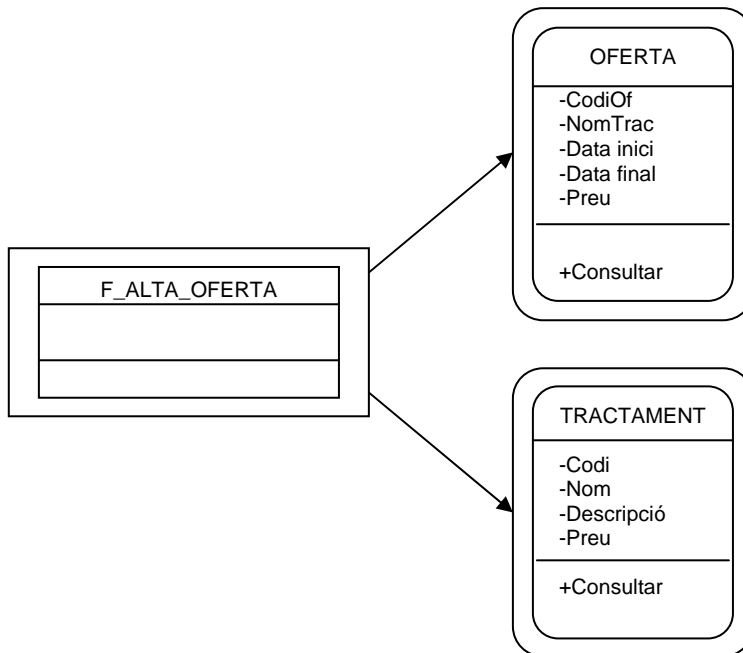 OFERTA
-CodiOf
-NomTrac
-Data inici
-Data final
-Preu
+Consultar
F_ALTA_OFERTA
TRACTAMENT
-Codi
-Nom
-Descripció
-Preu
+Consultar